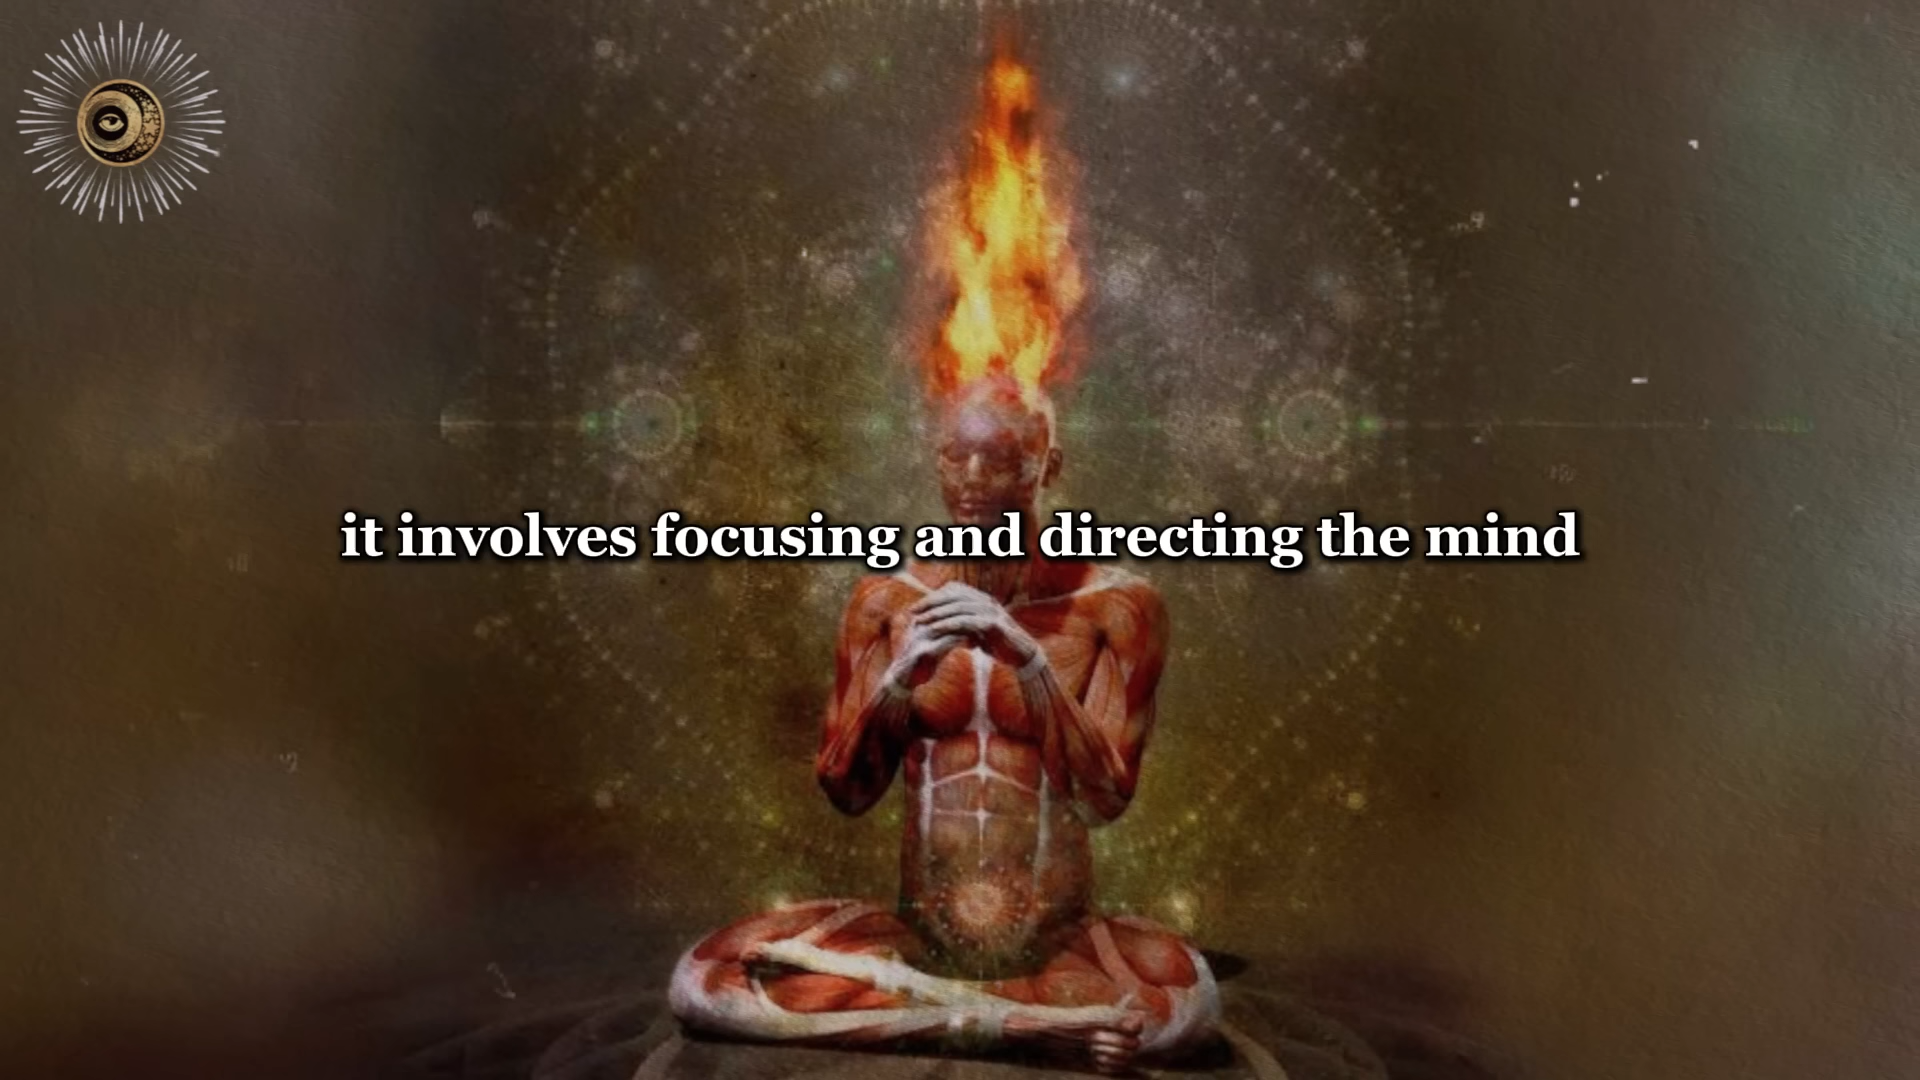 it involves focusing and directing the mind